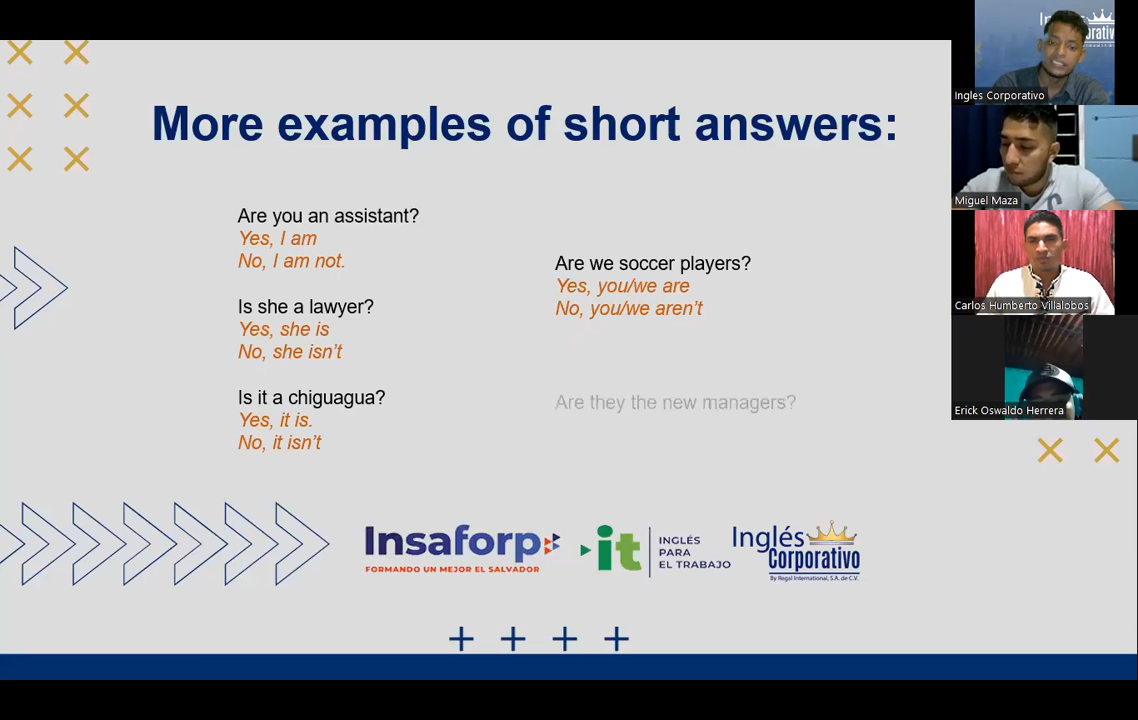 More examples of short answers:
Are you an assistant?
Yes, I am
No, I am not.
Is she a lawyer?
Yes, she is
No, she isn't
Is it a chiguagua?
Yes, it is.
No, it isn't
Are we soccer players?
Yes, you/we are
No, you/we aren't
Are they the new managers?
Insaforp
FORMANDO UN MEJOR EL SALVADOR
it
INGLÉS
PARA
EL TRABAJO
Inglés
Corporativo
By Regal International, S.A. de C.V.
Ingles Corporativo
Miguel Maza
Carlos Humberto Villalobos
Erick Oswaldo Herrera